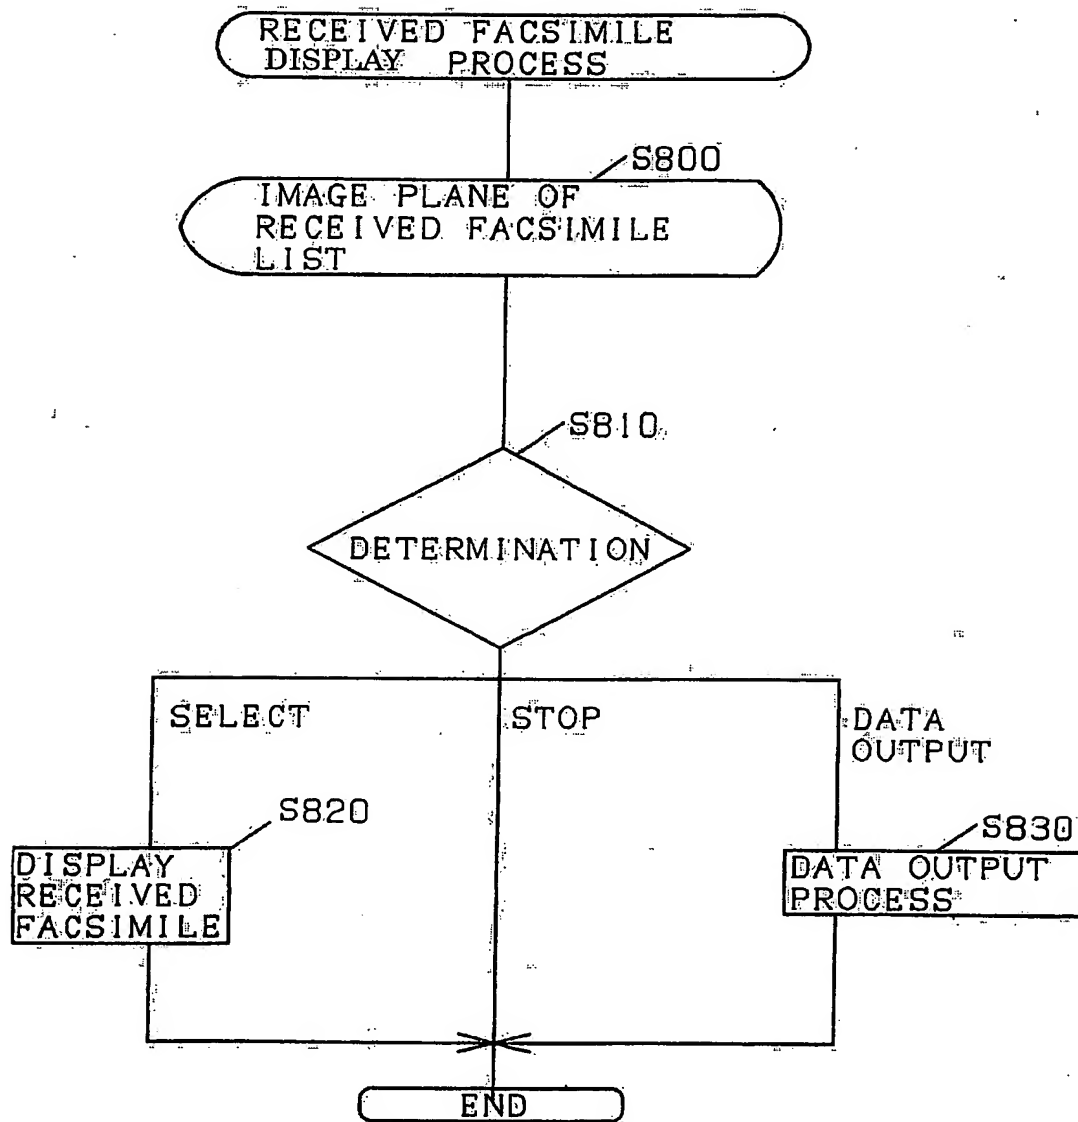 RECEIVED FACSIMILE
DISPLAY PROCESS
S800
IMAGE PLANE OF
RECEIVED FACSIMILE
LIST
S810
DETERMINATION
SELECT
STOP
DATA
OUTPUT
S820
S830
DISPLAY
RECEIVED
FACSIMILE
DATA OUTPUT
PROCESS
END